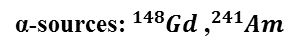 α-sources: ¹⁴⁸Gd ,²⁴¹Am